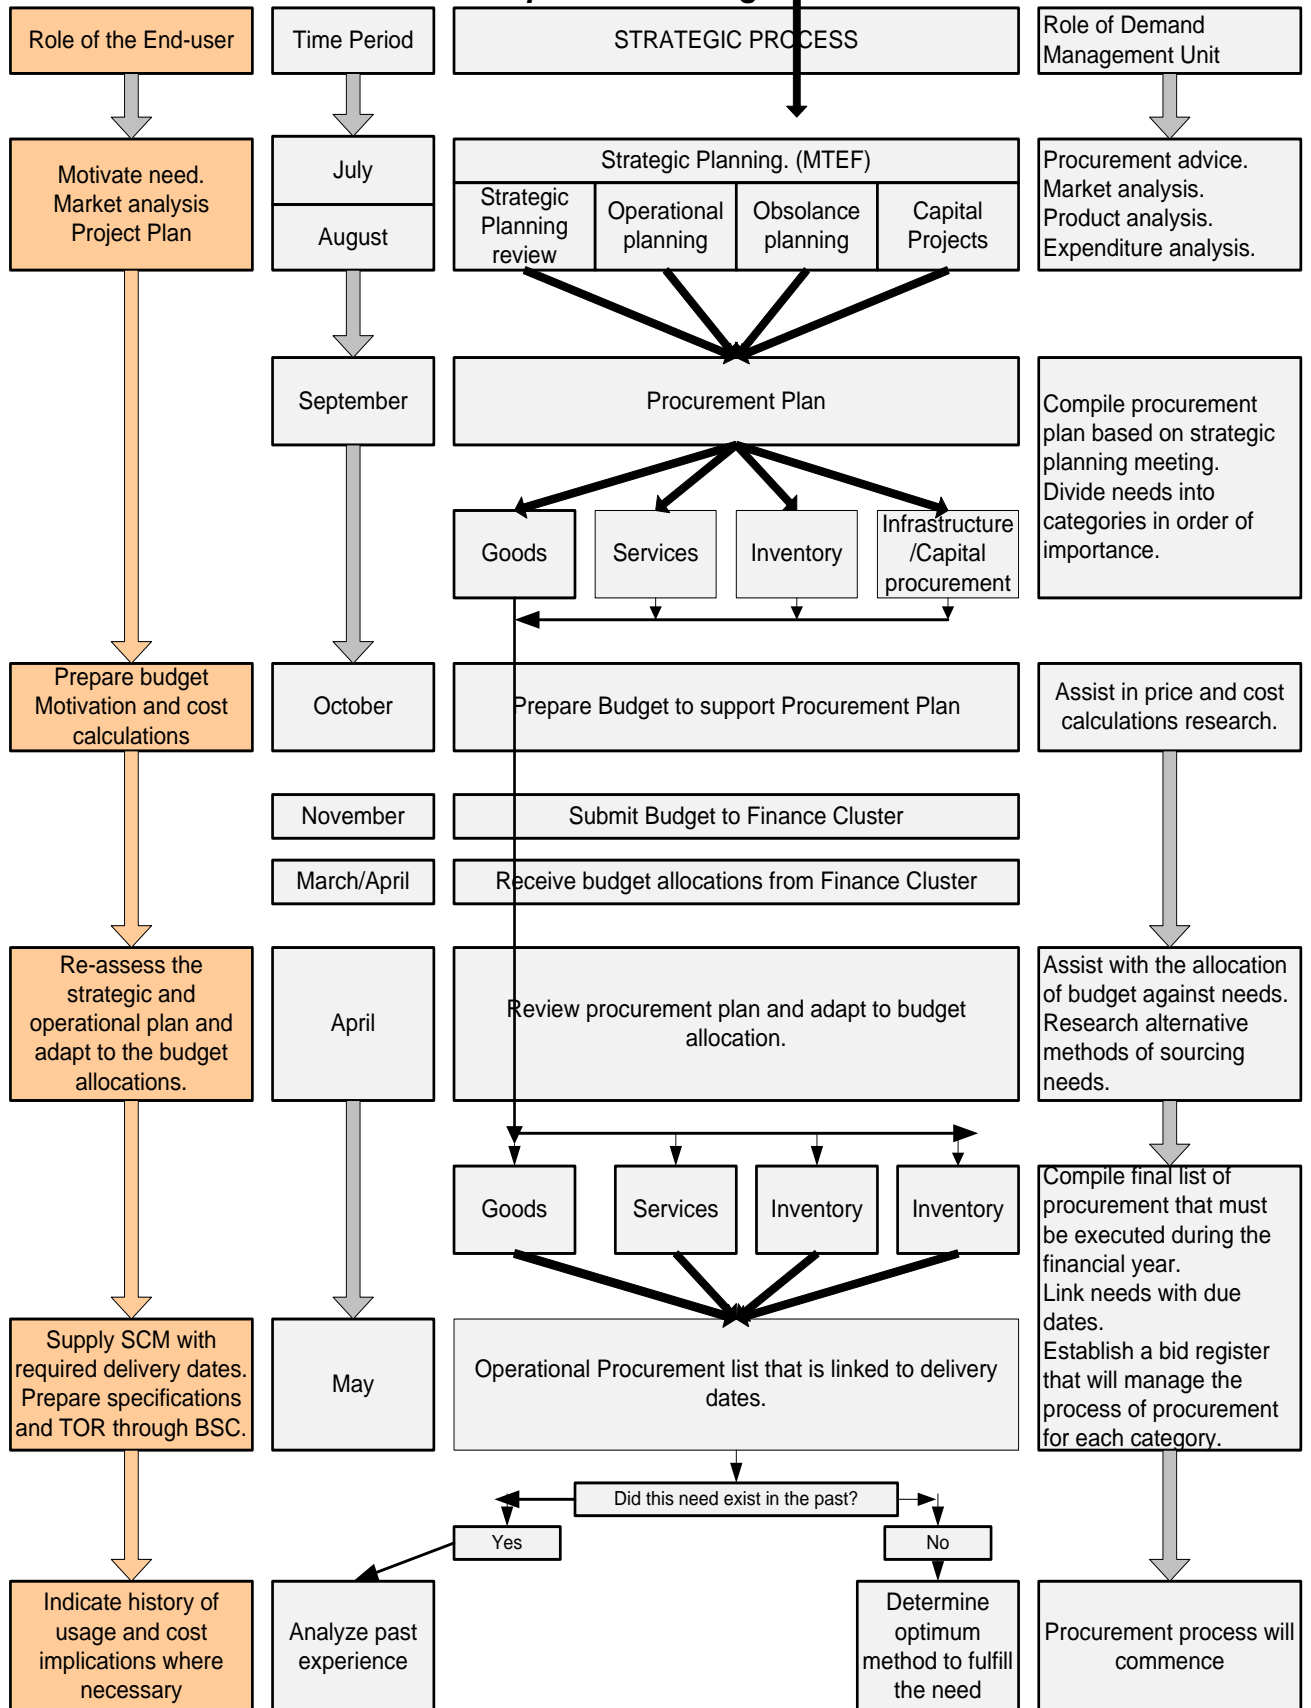 Role of the End-user
Time Period
STRATEGIC PROCESS
Role of Demand
Management Unit
Motivate need.
Market analysis
Project Plan
July
August
Strategic Planning. (MTEF)
Strategic
Planning
review
Operational
planning
Obsolance
planning
Capital
Projects
Procurement advice.
Market analysis.
Product analysis.
Expenditure analysis.
September
Procurement Plan
Compile procurement
plan based on strategic
planning meeting.
Divide needs into
categories in order of
importance.
Goods
Services
Inventory
Infrastructure
/Capital
procurement
Prepare budget
Motivation and cost
calculations
October
Prepare Budget to support Procurement Plan
Assist in price and cost
calculations research.
November
Submit Budget to Finance Cluster
March/April
Receive budget allocations from Finance Cluster
Re-assess the
strategic and
operational plan and
adapt to the budget
allocations.
April
Review procurement plan and adapt to budget
allocation.
Assist with the allocation
of budget against needs.
Research alternative
methods of sourcing
needs.
Goods
Services
Inventory
Inventory
Compile final list of
procurement that must
be executed during the
financial year.
Link needs with due
dates.
Establish a bid register
that will manage the
process of procurement
for each category.
Supply SCM with
required delivery dates.
Prepare specifications
and TOR through BSC.
May
Operational Procurement list that is linked to delivery
dates.
Did this need exist in the past?
Yes
No
Indicate history of
usage and cost
implications where
necessary
Analyze past
experience
Determine
optimum
method to fulfill
the need
Procurement process will
commence